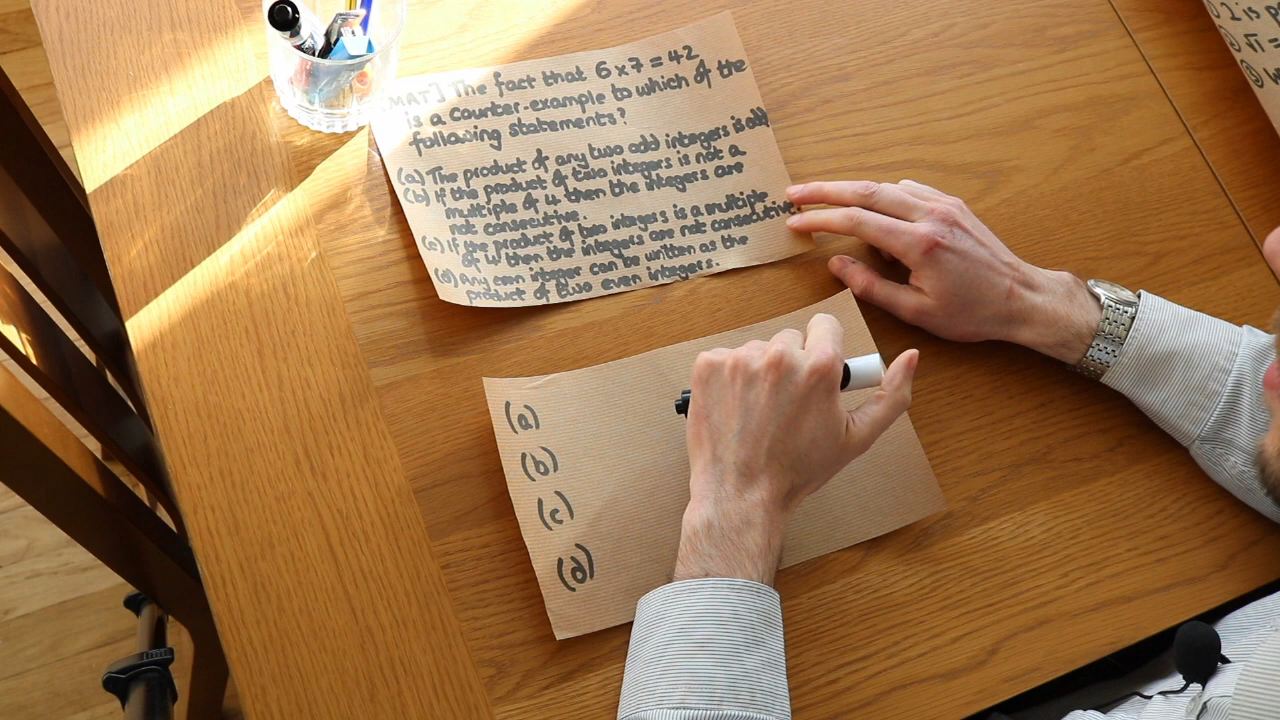 MAT] The fact that 6x7=42
is a counter-example to which of the
following statements?
(a) The product of any two odd integers is odd
(b) If the product of two integers is not a
multiple of 4 then the integers are
not consecutive.
(c) If the product of two integers is a multiple
of 4 then the integers are not consecutive.
(d) Any even integer can be written as the
product of two even integers.
(a)
(b)
(c)
(d)
2 is
√